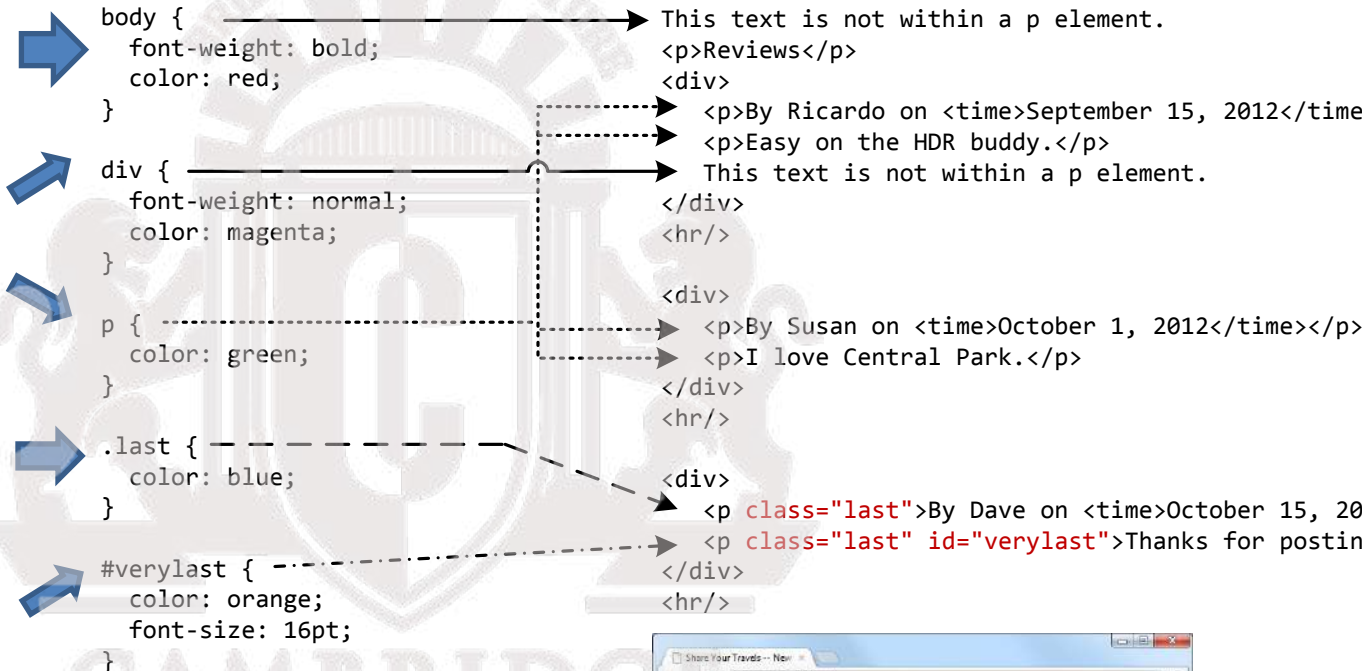 body {
  font-weight: bold;
  color: red;
}
div {
  font-weight: normal;
  color: magenta;
}
p {
  color: green;
}
.last {
  color: blue;
}
#verylast {
  color: orange;
  font-size: 16pt;
}
This text is not within a p element.
<p>Reviews</p>
<div>
  <p>By Ricardo on <time>September 15, 2012</time
  <p>Easy on the HDR buddy.</p>
  This text is not within a p element.
</div>
<hr/>
<div>
  <p>By Susan on <time>October 1, 2012</time></p>
  <p>I love Central Park.</p>
</div>
<hr/>
<div>
  <p class="last">By Dave on <time>October 15, 20
  <p class="last" id="verylast">Thanks for postin
</div>
<hr/>
Share Your Travels -- New
C